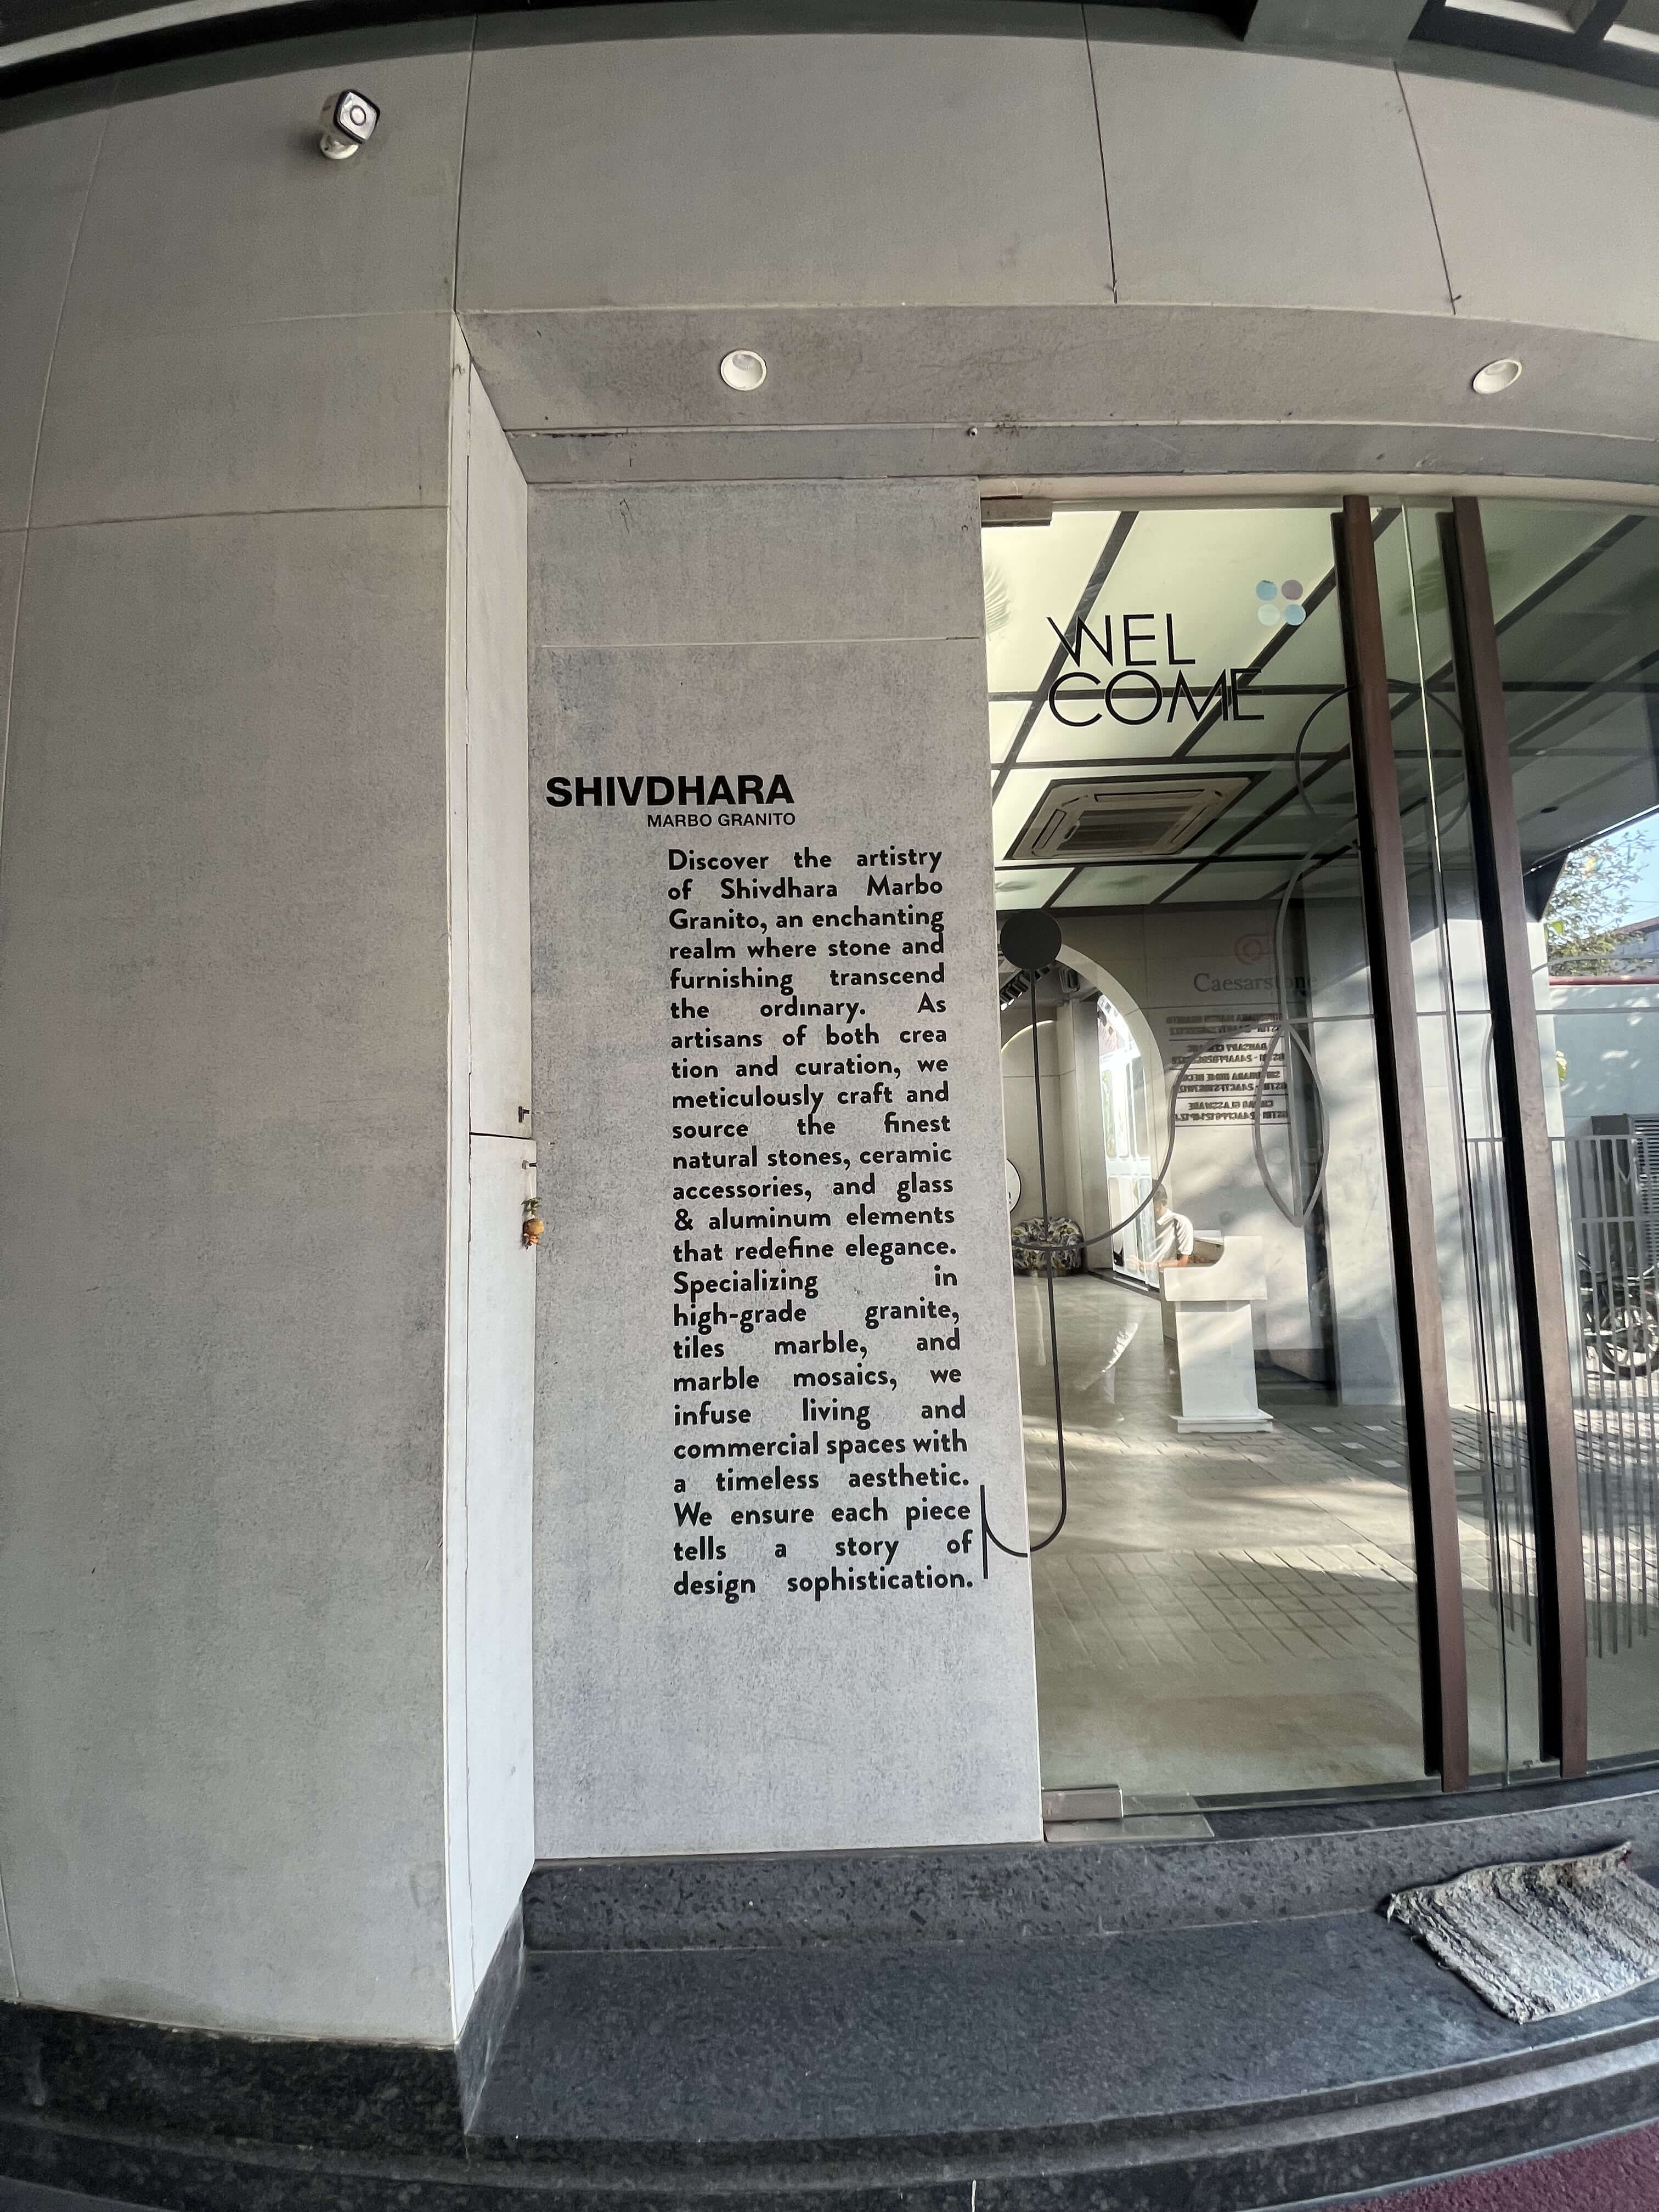 WEL
COME
SHIVDHARA
MARBO GRANITO
Discover the artistry
of Shivdhara Marbo
Granito, an enchanting
realm where stone and
furnishing transcend
the ordinary. As
artisans of both crea
tion and curation, we
meticulously craft and
source the finest
natural stones, ceramic
accessories, and glass
& aluminum elements
that redefine elegance.
Specializing in
high-grade granite,
tiles marble, and
marble mosaics, we
infuse living and
commercial spaces with
a timeless aesthetic.
We ensure each piece
tells a story of
design sophistication.
Caesarstone